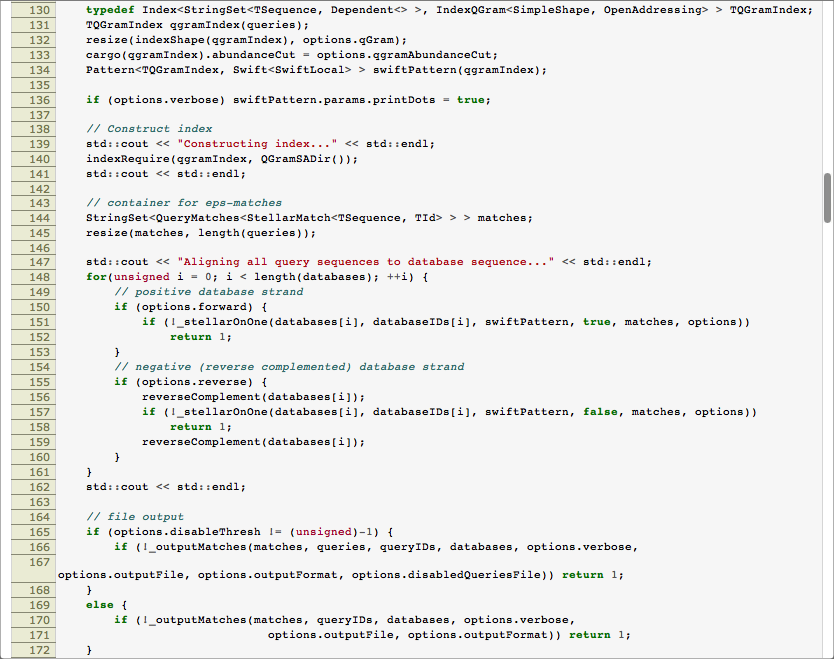 130 typedef Index<StringSet<TSequence, Dependent<> >, IndexQGram<SimpleShape, OpenAddressing> > TQGramIndex;
131 TQGramIndex qgramIndex(queries);
132 resize(indexShape(qgramIndex), options.qGram);
133 cargo(qgramIndex).abundanceCut = options.qgramAbundanceCut;
134 Pattern<TQGramIndex, Swift<SwiftLocal> > swiftPattern(qgramIndex);
135
136 if (options.verbose) swiftPattern.params.printDots = true;
137
138 // Construct index
139 std::cout << "Constructing index..." << std::endl;
140 indexRequire(qgramIndex, QGramSADir());
141 std::cout << std::endl;
142
143 // container for eps-matches
144 StringSet<QueryMatches<StellarMatch<TSequence, TId> > > matches;
145 resize(matches, length(queries));
146
147 std::cout << "Aligning all query sequences to database sequence..." << std::endl;
148 for(unsigned i = 0; i < length(databases); ++i) {
149 // positive database strand
150 if (options.forward) {
151 if (!_stellarOnOne(databases[i], databaseIDs[i], swiftPattern, true, matches, options))
152 return 1;
153 }
154 // negative (reverse complemented) database strand
155 if (options.reverse) {
156 reverseComplement(databases[i]);
157 if (!_stellarOnOne(databases[i], databaseIDs[i], swiftPattern, false, matches, options))
158 return 1;
159 reverseComplement(databases[i]);
160 }
161 }
162 std::cout << std::endl;
163
164 // file output
165 if (options.disableThresh != (unsigned)-1) {
166 if (!_outputMatches(matches, queries, queryIDs, databases, options.verbose,
167
options.outputFile, options.outputFormat, options.disabledQueriesFile)) return 1;
168 }
169 else {
170 if (!_outputMatches(matches, queryIDs, databases, options.verbose,
171 options.outputFile, options.outputFormat)) return 1;
172 }